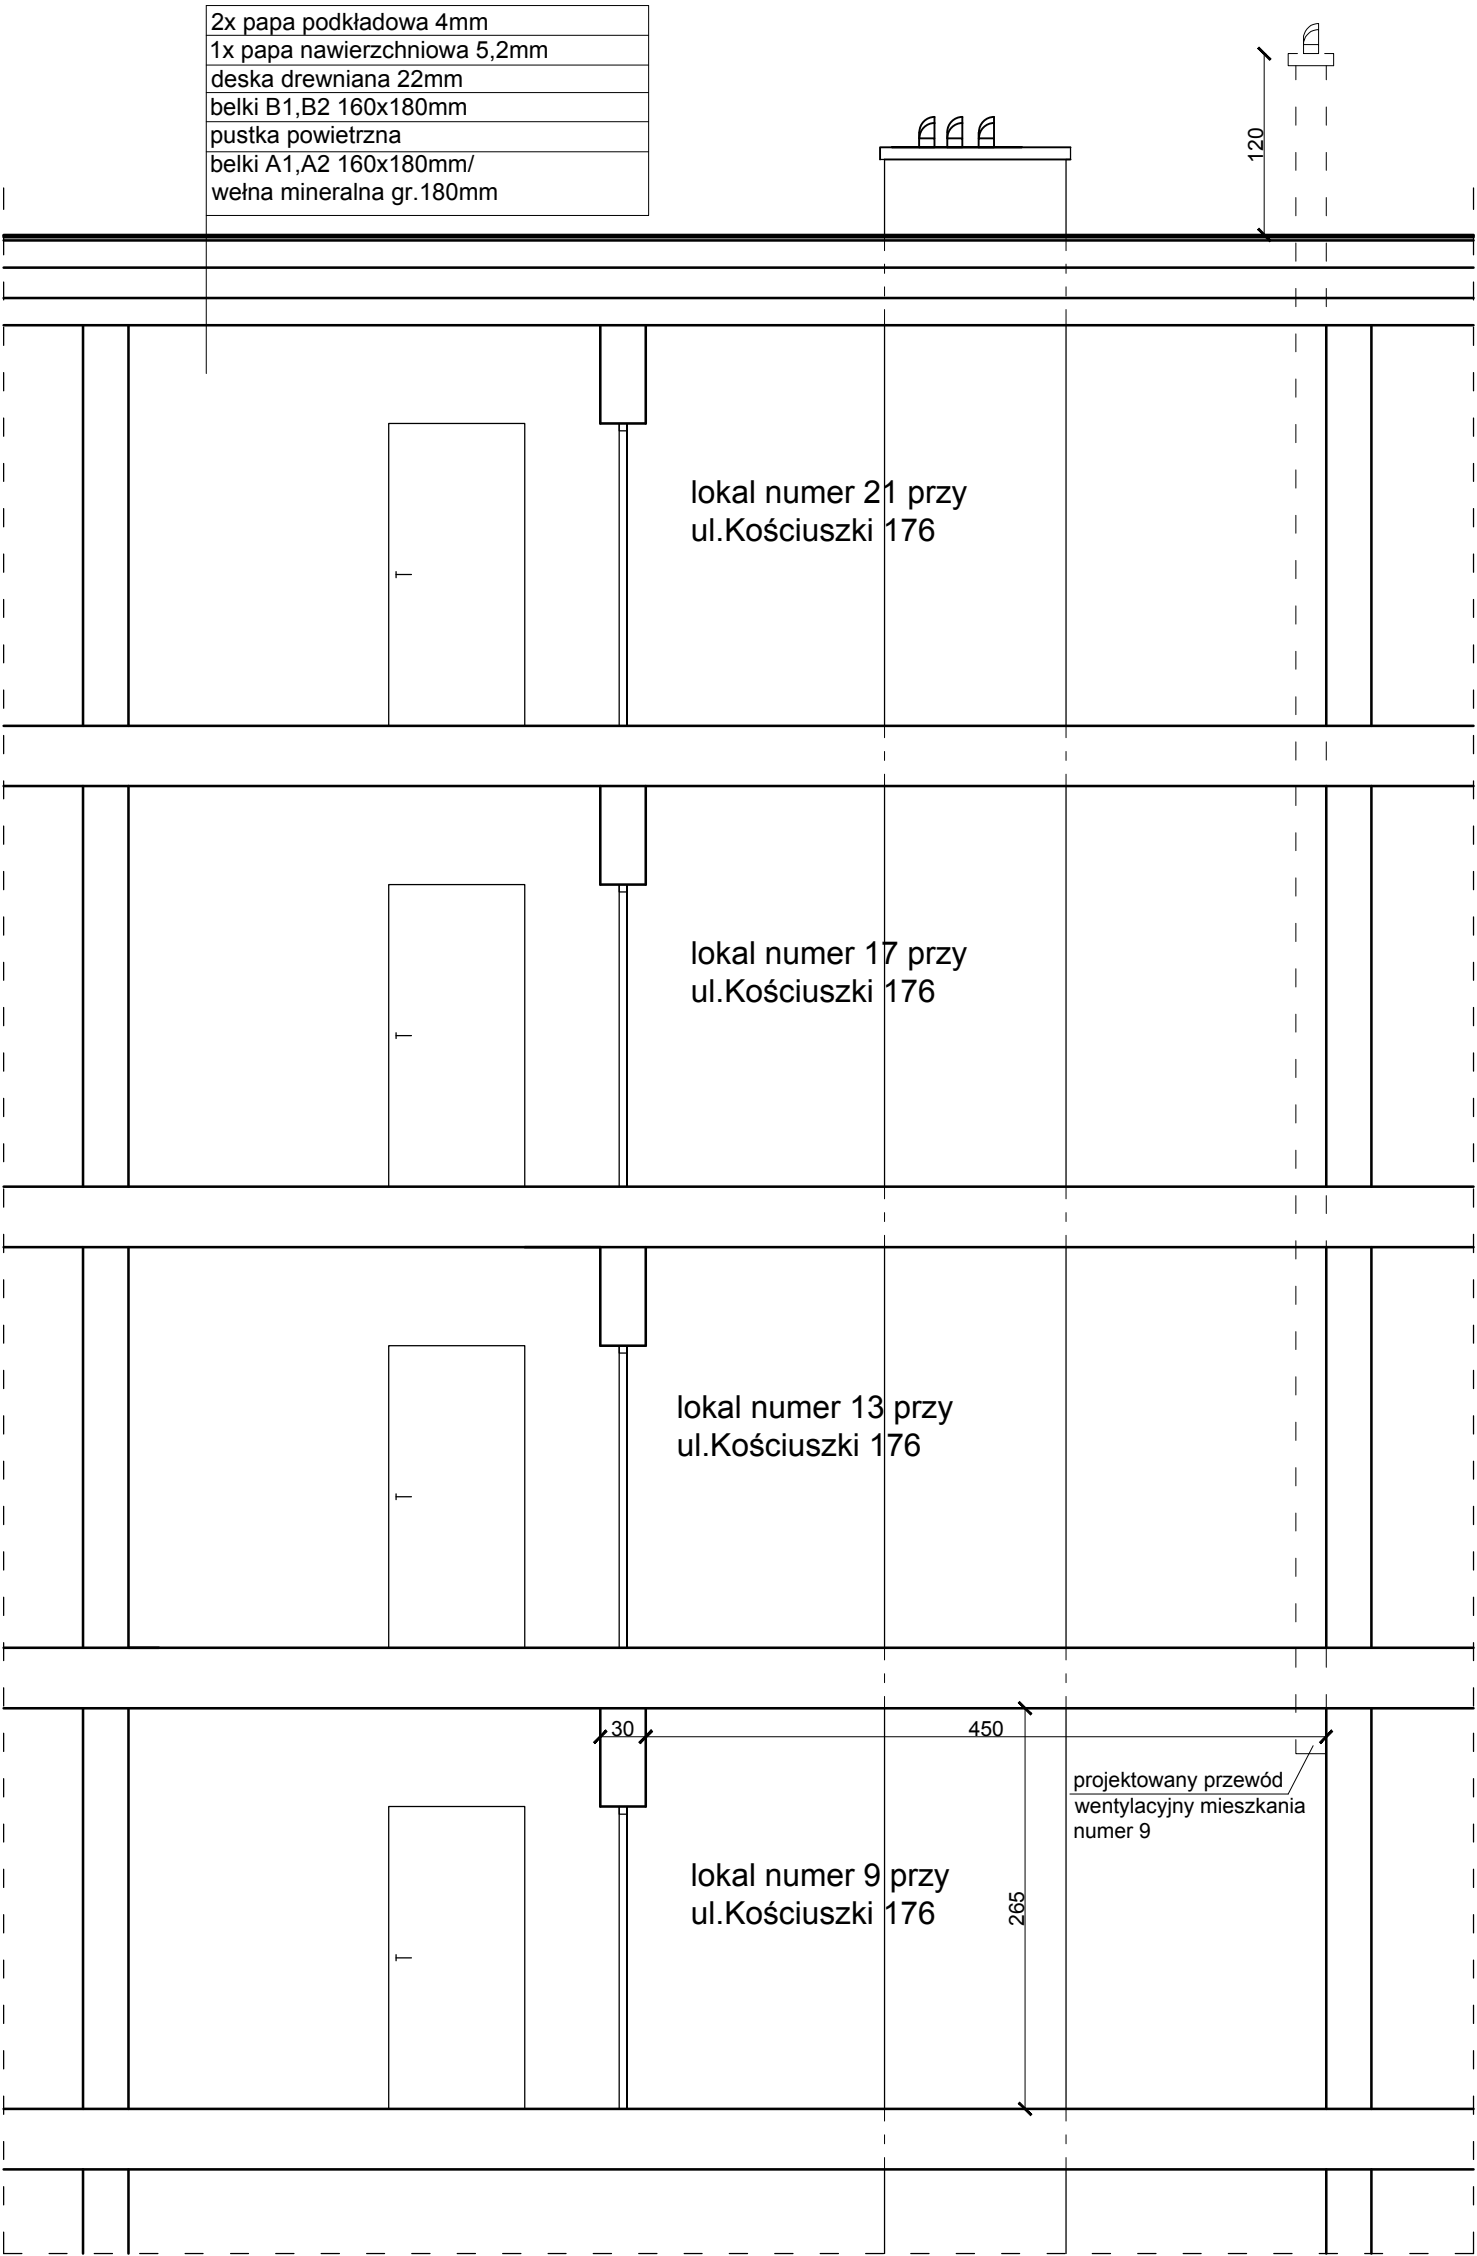 2x papa podkładowa 4mm
1x papa nawierzchniowa 5,2mm
deska drewniana 22mm
belki B1,B2 160x180mm
pustka powietrzna
belki A1,A2 160x180mm/
wełna mineralna gr.180mm
120
lokal numer 21 przy
ul.Kościuszki 176
lokal numer 17 przy
ul.Kościuszki 176
lokal numer 13 przy
ul.Kościuszki 176
30
450
projektowany przewód
wentylacyjny mieszkania
numer 9
lokal numer 9 przy
ul.Kościuszki 176
265